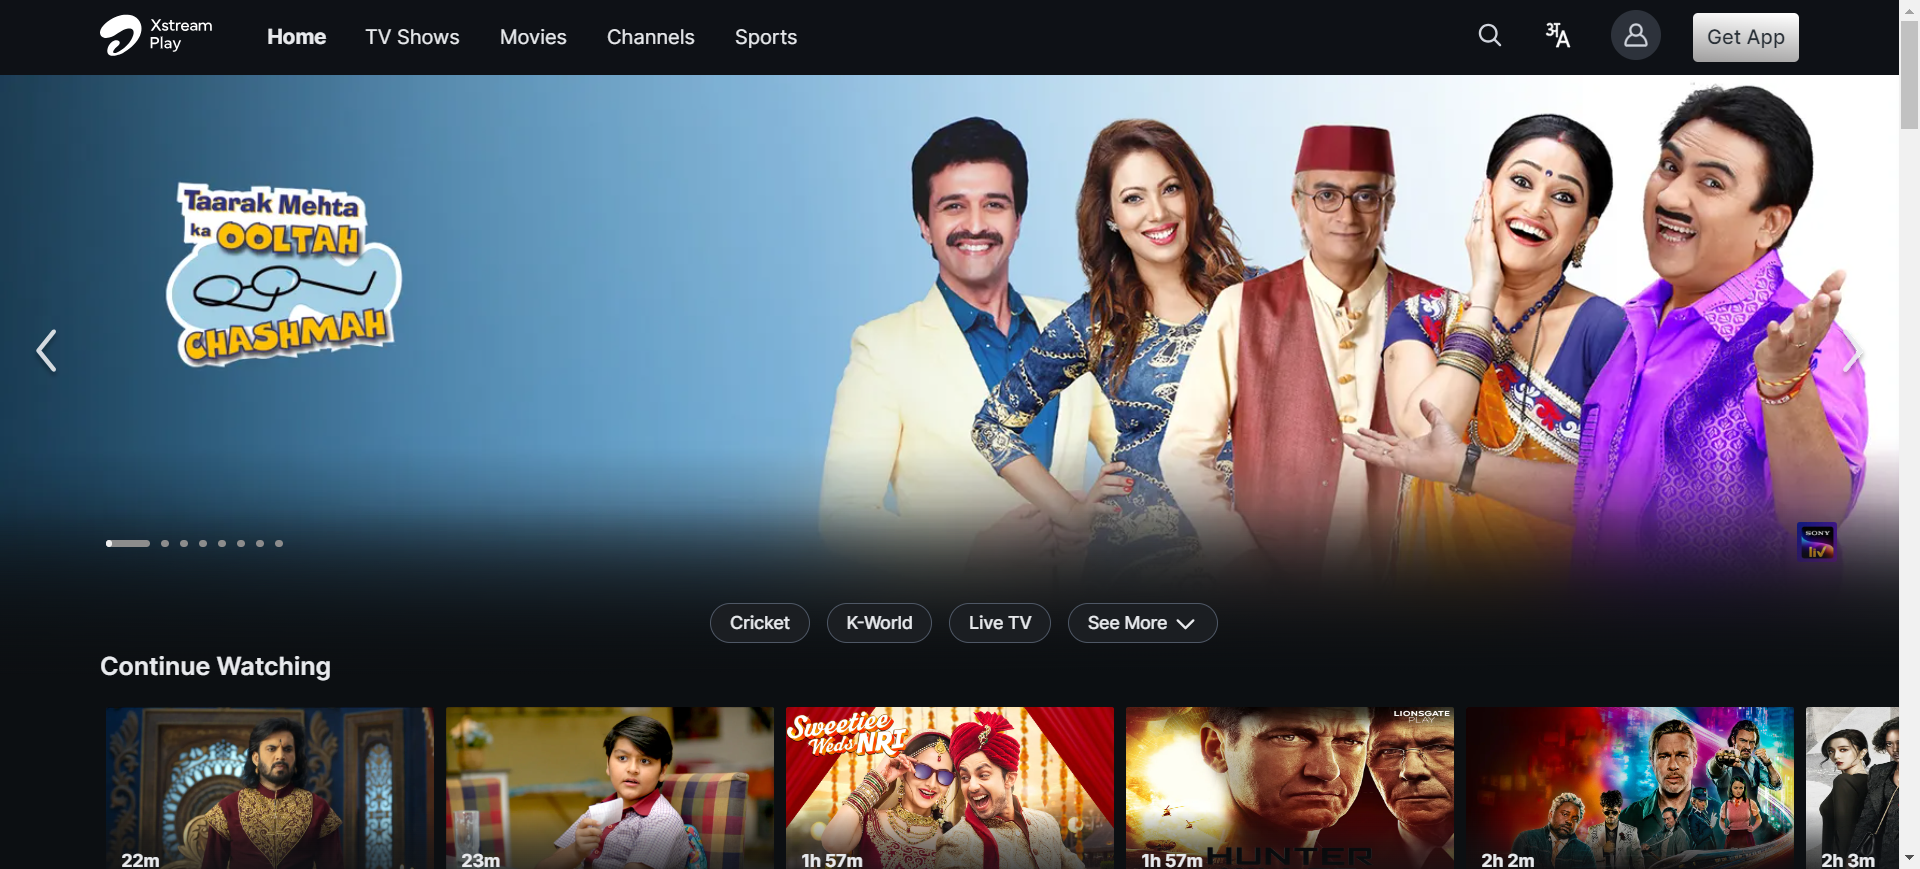 Xstream
Play
Home
TV Shows
Movies
Channels
Sports
अA
Get App
Taarak Mehta
ka OOLTAH
CHASHMAH
SONY
liv
Cricket
K-World
Live TV
See More
Continue Watching
Sweetiee
Weds NRI
LIONSGATE
PLAY
HUNTER
22m
23m
1h 57m
1h 57m
2h 2m
2h 3m